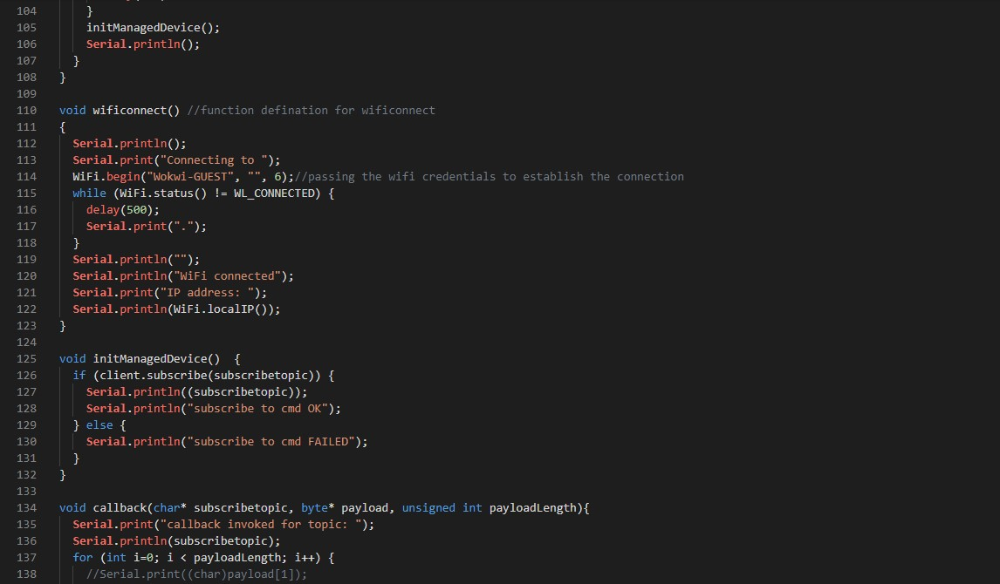 104 }
105 initManagedDevice();
106 Serial.println();
107 }
108 }
109
110 void wificonnect() //function defination for wificonnect
111 {
112 Serial.println();
113 Serial.print("Connecting to ");
114 WiFi.begin("Wokwi-GUEST", "", 6);//passing the wifi credentials to establish the connection
115 while (WiFi.status() != WL_CONNECTED) {
116 delay(500);
117 Serial.print(".");
118 }
119 Serial.println("");
120 Serial.println("WiFi connected");
121 Serial.print("IP address: ");
122 Serial.println(WiFi.localIP());
123 }
124
125 void initManagedDevice()  {
126 if (client.subscribe(subscribetopic)) {
127 Serial.println((subscribetopic));
128 Serial.println("subscribe to cmd OK");
129 } else {
130 Serial.println("subscribe to cmd FAILED");
131 }
132 }
133
134 void callback(char* subscribetopic, byte* payload, unsigned int payloadLength){
135 Serial.print("callback invoked for topic: ");
136 Serial.println(subscribetopic);
137 for (int i=0; i < payloadLength; i++) {
138 //Serial.print((char)payload[1]);